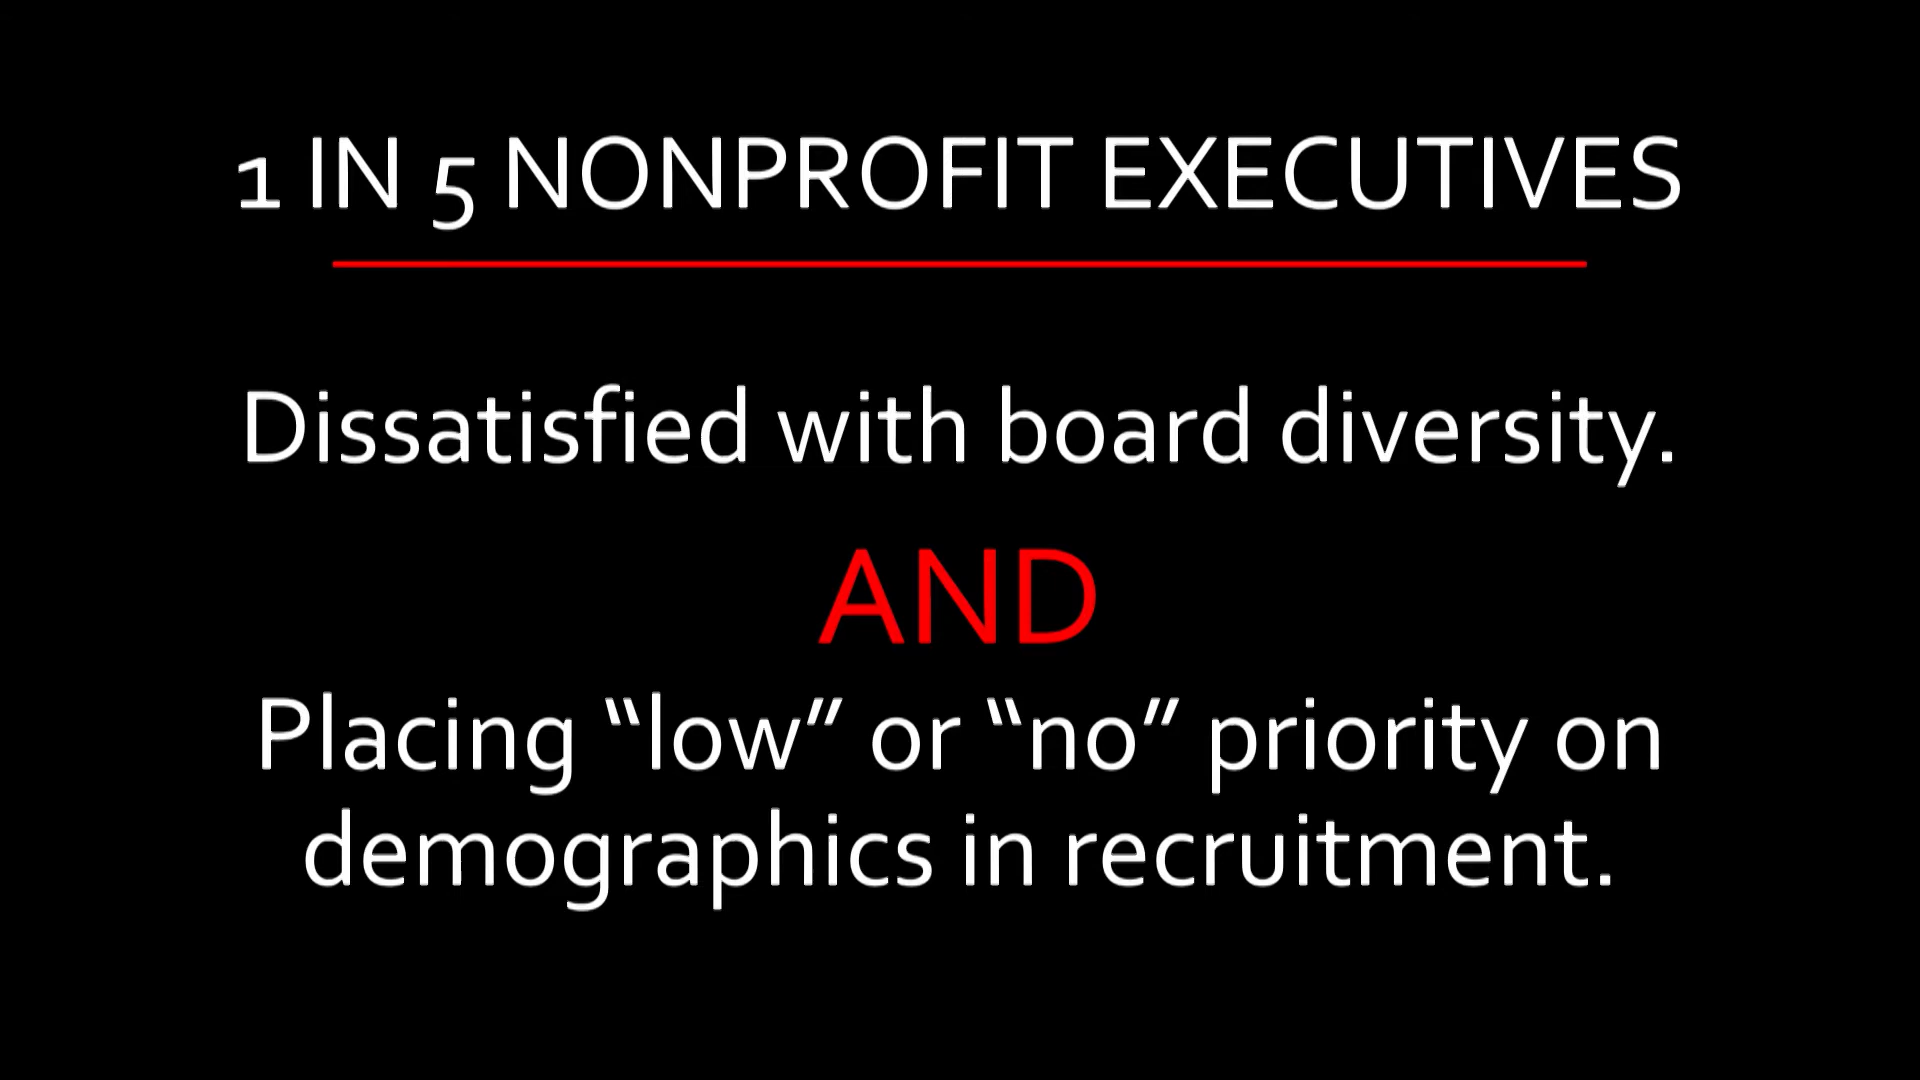 1 IN 5 NONPROFIT EXECUTIVES
Dissatisfied with board diversity.
AND
Placing “low” or “no” priority on
demographics in recruitment.